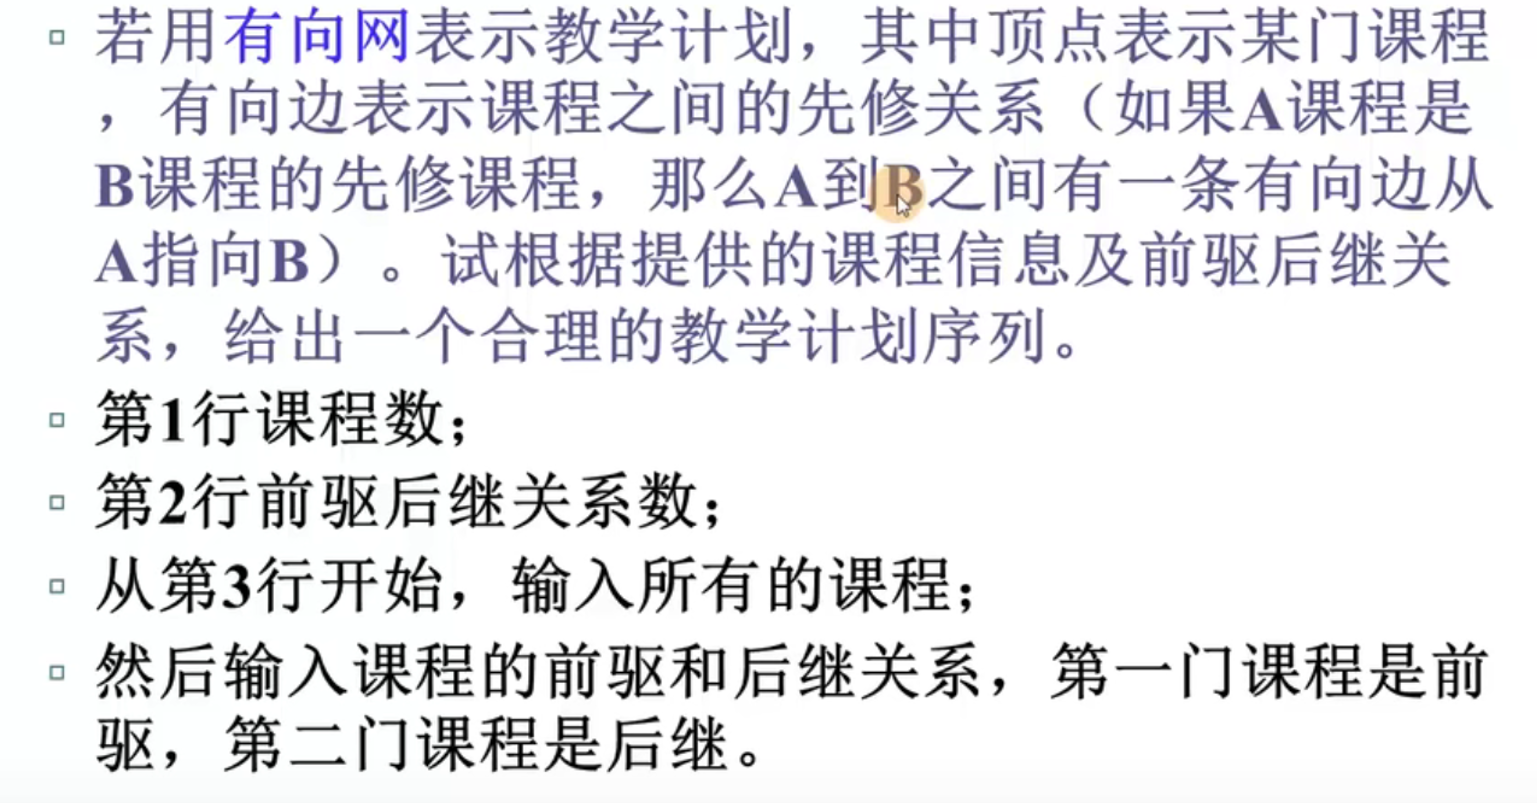 若用有向网表示教学计划，其中顶点表示某门课程
，有向边表示课程之间的先修关系（如果A课程是
B课程的先修课程，那么A到B之间有一条有向边从
A指向B）。试根据提供的课程信息及前驱后继关
系，给出一个合理的教学计划序列。
第1行课程数；
第2行前驱后继关系数；
从第3行开始，输入所有的课程；
然后输入课程的前驱和后继关系，第一门课程是前
驱，第二门课程是后继。